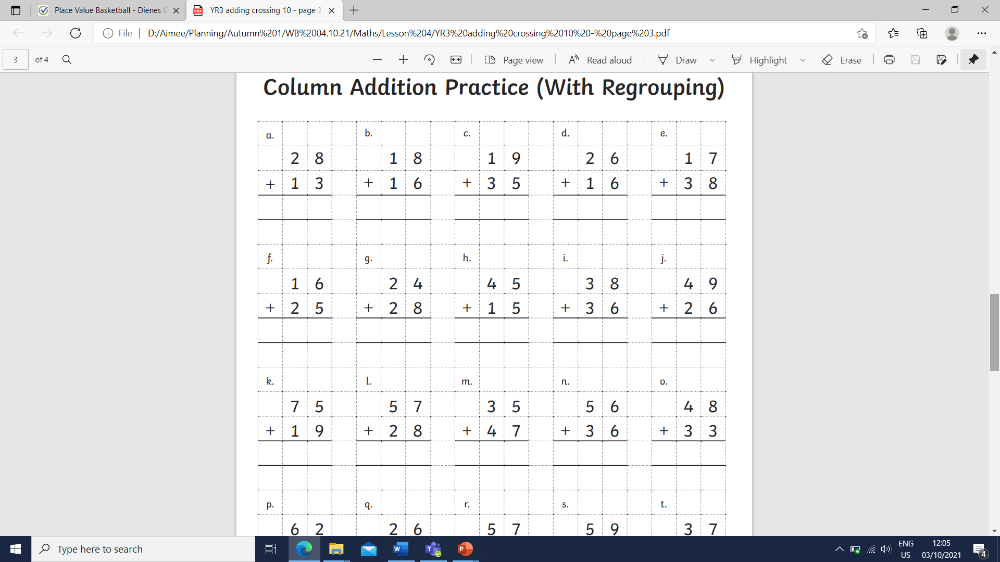 Place Value Basketball - Dienes
YR3 adding crossing 10 - page 3
File
D:/Aimee/Planning/Autumn%201/WB%2004.10.21/Maths/Lesson%204/YR3%20adding%20crossing%2010%20-%20page%203.pdf
3 of 4
Page view
Read aloud
Draw
Highlight
Erase
Column Addition Practice (With Regrouping)
a. b. c. d. e.
2 8 1 8 1 9 2 6 1 7
+ 1 3 + 1 6 + 3 5 + 1 6 + 3 8
f. g. h. i. j.
1 6 2 4 4 5 3 8 4 9
+ 2 5 + 2 8 + 1 5 + 3 6 + 2 6
k. l. m. n. o.
7 5 5 7 3 5 5 6 4 8
+ 1 9 + 2 8 + 4 7 + 3 6 + 3 3
p. q. r. s. t.
6 2 2 6 5 7 5 9 3 7
Type here to search
ENG
US
12:05
03/10/2021
4